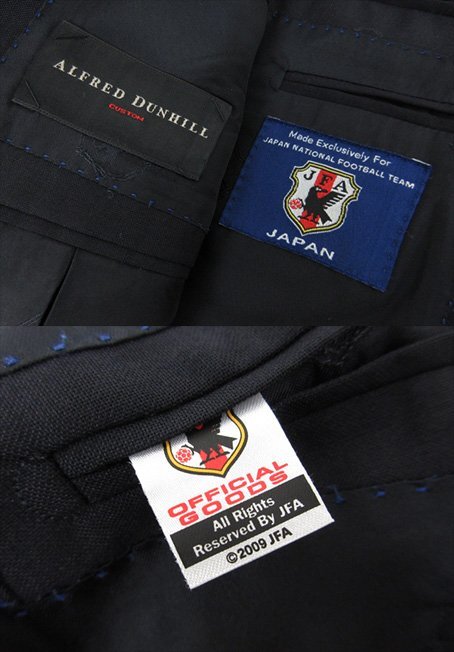 ALFRED DUNHILL
CUSTOM
Made Exclusively For
JAPAN NATIONAL FOOTBALL TEAM
JFA
JAPAN
OFFICIAL
GOODS
All Rights
Reserved By JFA
©2009 JFA